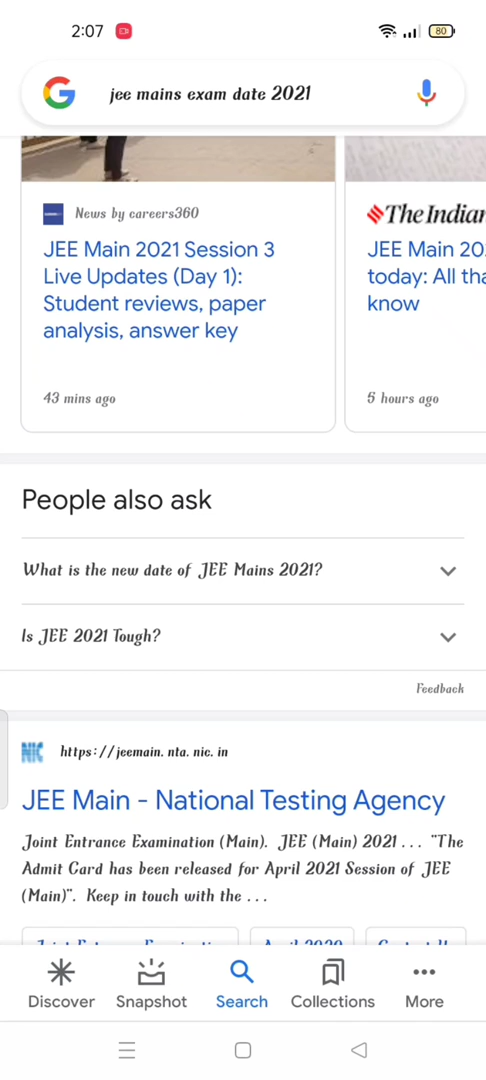 2:07
80
jee mains exam date 2021
News by careers360
JEE Main 2021 Session 3
Live Updates (Day 1):
Student reviews, paper
analysis, answer key
43 mins ago
The Indian
JEE Main 20
today: All tha
know
5 hours ago
People also ask
What is the new date of JEE Mains 2021?
Is JEE 2021 Tough?
Feedback
NIC
https://jeemain. nta. nic. in
JEE Main - National Testing Agency
Joint Entrance Examination (Main). JEE (Main) 2021 ... "The
Admit Card has been released for April 2021 Session of JEE
(Main)". Keep in touch with the ...
Discover
Snapshot
Search
Collections
More